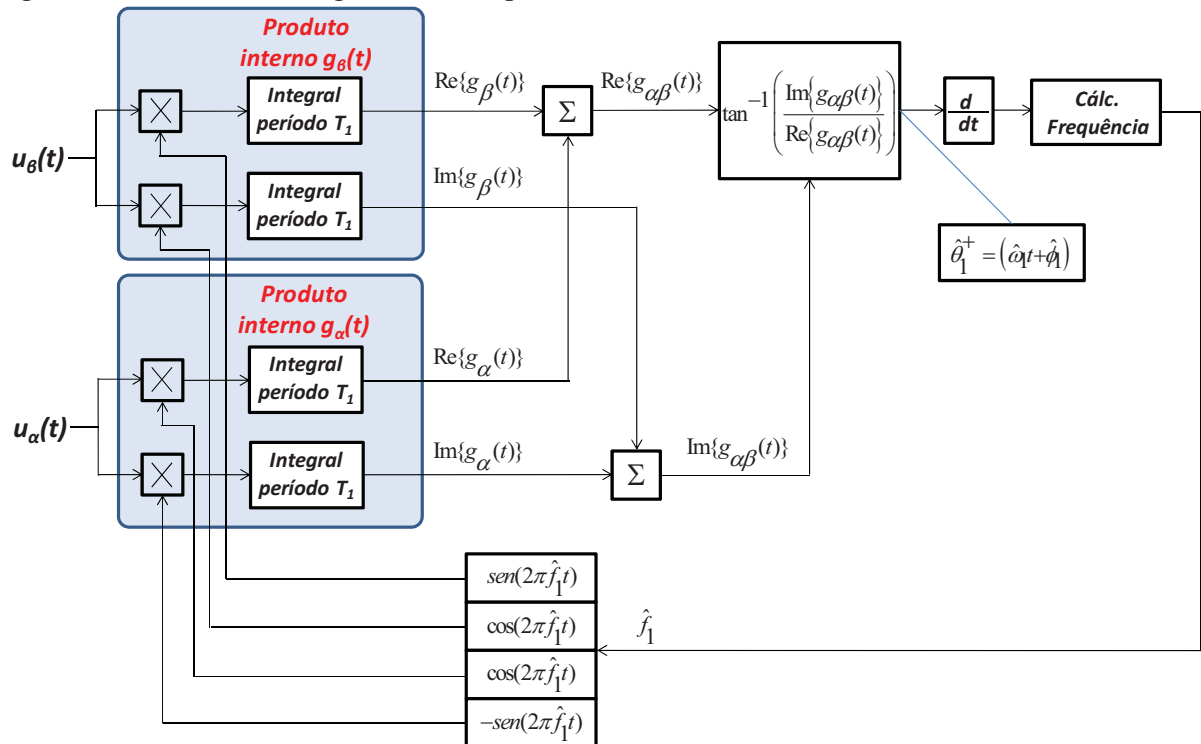 Produto
interno gβ(t)
Integral
período T1
Re{gβ(t)}
Σ
Re{gαβ(t)}
tan−1(Im{gαβ(t)}/Re{gαβ(t)})
d
dt
Cálc.
Frequência
uβ(t)
Integral
período T1
Im{gβ(t)}
θ̂1+ = (ω̂1t+ϕ̂1)
Produto
interno gα(t)
Integral
período T1
Re{gα(t)}
uα(t)
Integral
período T1
Im{gα(t)}
Σ
Im{gαβ(t)}
sen(2πf̂1t)
cos(2πf̂1t)
f̂1
cos(2πf̂1t)
−sen(2πf̂1t)